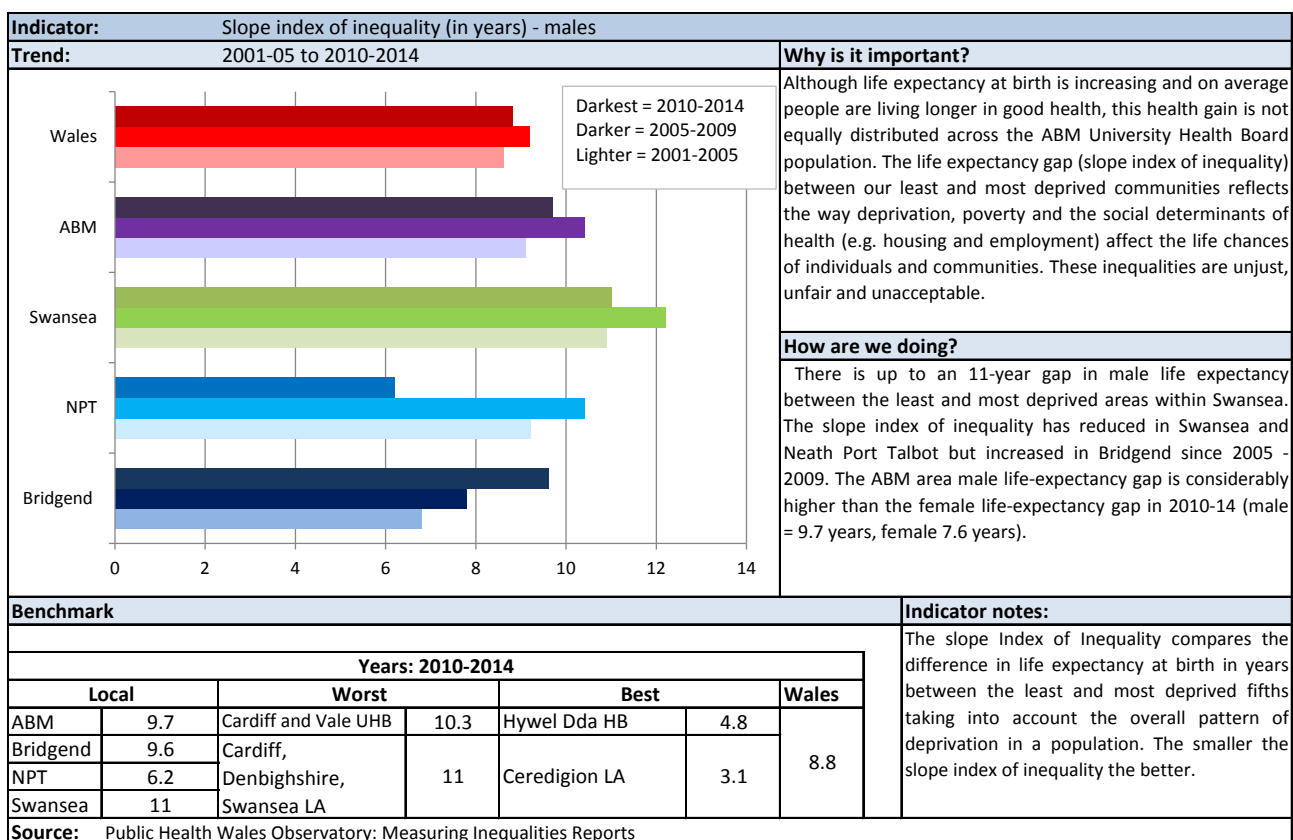 Indicator: Slope index of inequality (in years) - males
Trend: 2001-05 to 2010-2014
Why is it important?
Although life expectancy at birth is increasing and on average
people are living longer in good health, this health gain is not
equally distributed across the ABM University Health Board
population. The life expectancy gap (slope index of inequality)
between our least and most deprived communities reflects
the way deprivation, poverty and the social determinants of
health (e.g. housing and employment) affect the life chances
of individuals and communities. These inequalities are unjust,
unfair and unacceptable.
Darkest = 2010-2014
Darker = 2005-2009
Lighter = 2001-2005
Wales
ABM
Swansea
NPT
Bridgend
0 2 4 6 8 10 12 14
How are we doing?
There is up to an 11-year gap in male life expectancy
between the least and most deprived areas within Swansea.
The slope index of inequality has reduced in Swansea and
Neath Port Talbot but increased in Bridgend since 2005 -
2009. The ABM area male life-expectancy gap is considerably
higher than the female life-expectancy gap in 2010-14 (male
= 9.7 years, female 7.6 years).
Benchmark
Years: 2010-2014
Local Worst Best Wales
ABM 9.7 Cardiff and Vale UHB 10.3 Hywel Dda HB 4.8
Bridgend 9.6 Cardiff,
NPT 6.2 Denbighshire, 11 Ceredigion LA 3.1 8.8
Swansea 11 Swansea LA
Indicator notes:
The slope Index of Inequality compares the
difference in life expectancy at birth in years
between the least and most deprived fifths
taking into account the overall pattern of
deprivation in a population. The smaller the
slope index of inequality the better.
Source: Public Health Wales Observatory: Measuring Inequalities Reports